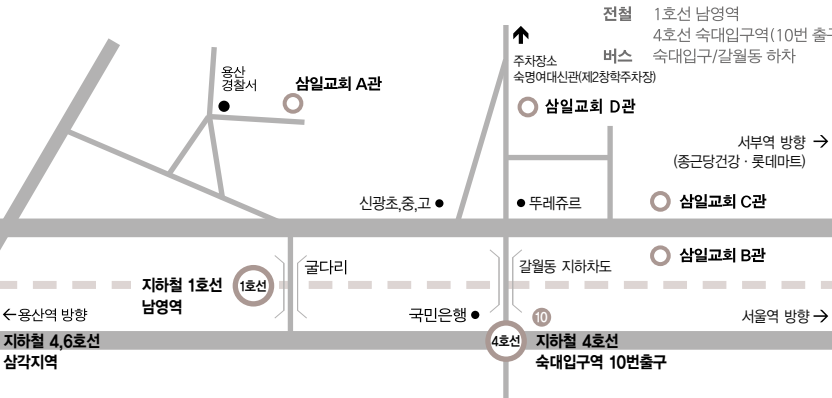 전철 1호선 남영역
4호선 숙대입구역(10번 출구
버스 숙대입구/갈월동 하차
주차장소
숙명여대신관(제2창학주차장)
용산
경찰서
삼일교회 A관
삼일교회 D관
서부역 방향 →
(종근당건강 · 롯데마트)
신광초,중,고
뚜레쥬르
삼일교회 C관
삼일교회 B관
굴다리
갈월동 지하차도
지하철 1호선
남영역
1호선
←용산역 방향
국민은행
10
서울역 방향→
지하철 4,6호선
삼각지역
4호선
지하철 4호선
숙대입구역 10번출구